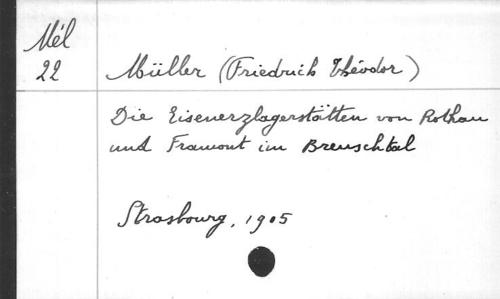 Mél
22
Müller (Friedrich Théodor)
Die Eisenerzlagerstätten von Rothau
und Framont im Breuschtal
Strasbourg, 1905